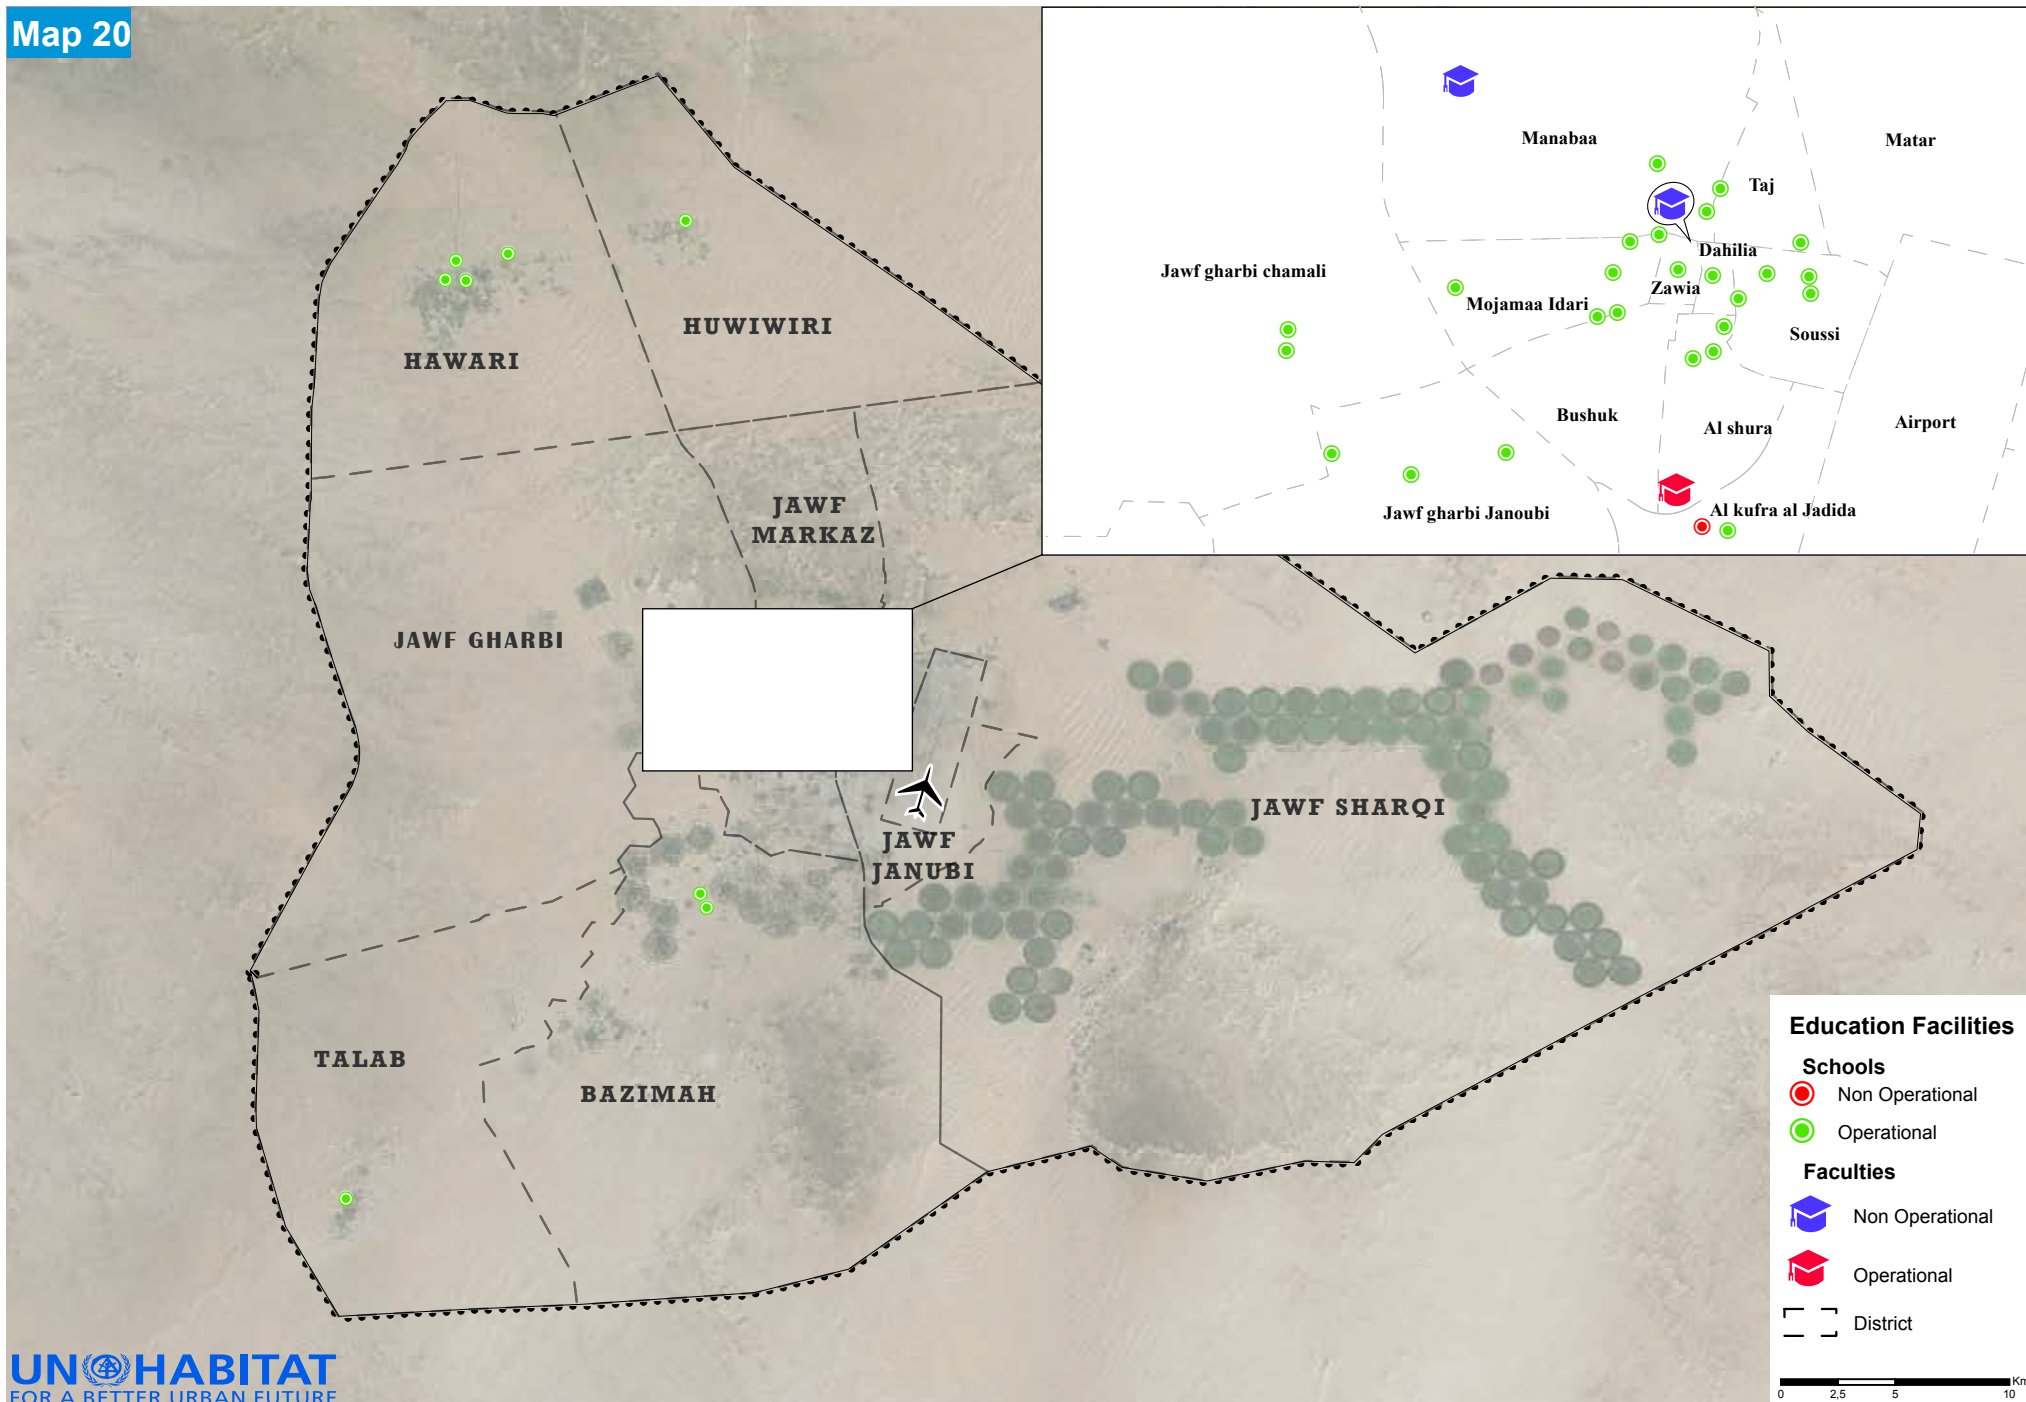 Map 20
Manabaa
Matar
Taj
Dahilia
Jawf gharbi chamali
Zawia
Mojamaa Idari
Soussi
Bushuk
Al shura
Airport
Jawf gharbi Janoubi
Al kufra al Jadida
HUWIWIRI
HAWARI
JAWF
MARKAZ
JAWF GHARBI
JAWF SHARQI
JAWF
JANUBI
TALAB
BAZIMAH
Education Facilities
Schools
Non Operational
Operational
Faculties
Non Operational
Operational
District
Km
0 2,5 5 10
UN HABITAT
FOR A BETTER URBAN FUTURE